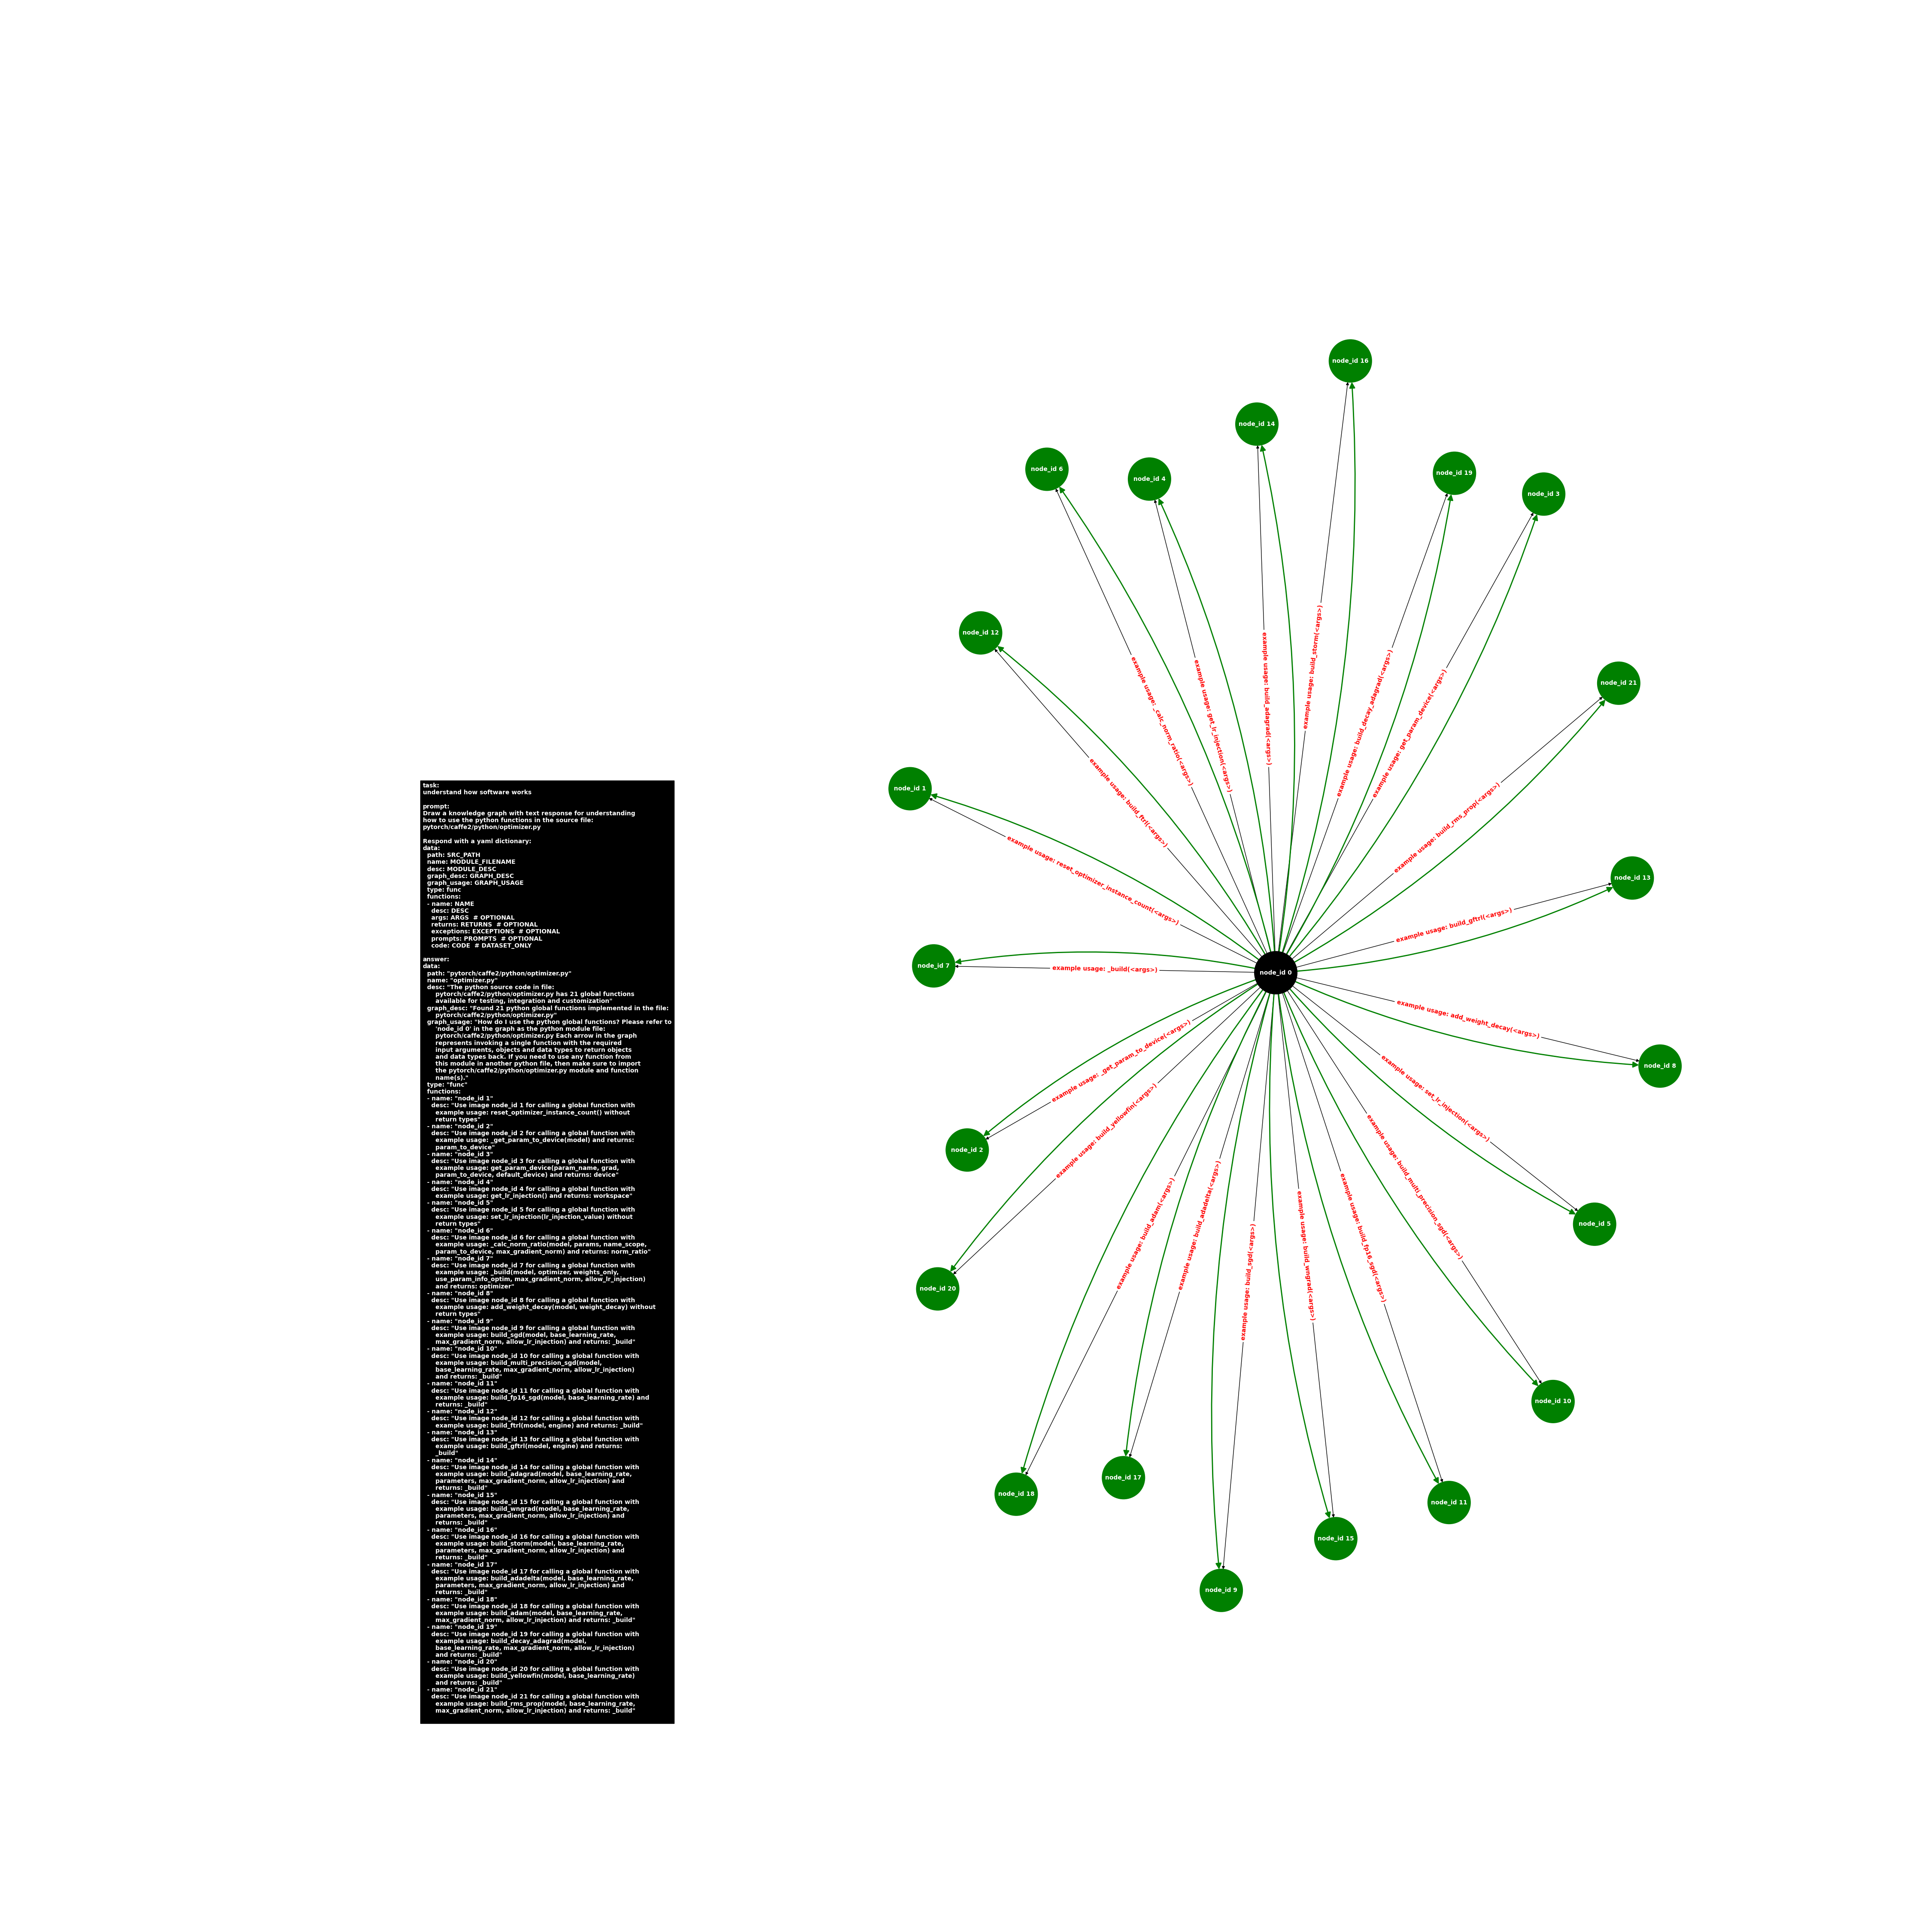 task:
understand how software works

prompt:
Draw a knowledge graph with text response for understanding
how to use the python functions in the source file:
pytorch/caffe2/python/optimizer.py

Respond with a yaml dictionary:
data:
  path: SRC_PATH
  name: MODULE_FILENAME
  desc: MODULE_DESC
  graph_desc: GRAPH_DESC
  graph_usage: GRAPH_USAGE
  type: func
  functions:
  - name: NAME
    desc: DESC
    args: ARGS  # OPTIONAL
    returns: RETURNS  # OPTIONAL
    exceptions: EXCEPTIONS  # OPTIONAL
    prompts: PROMPTS  # OPTIONAL
    code: CODE  # DATASET_ONLY

answer:
data:
  path: "pytorch/caffe2/python/optimizer.py"
  name: "optimizer.py"
  desc: "The python source code in file:
      pytorch/caffe2/python/optimizer.py has 21 global functions
      available for testing, integration and customization"
  graph_desc: "Found 21 python global functions implemented in the file:
      pytorch/caffe2/python/optimizer.py"
  graph_usage: "How do I use the python global functions? Please refer to
      'node_id 0' in the graph as the python module file:
      pytorch/caffe2/python/optimizer.py Each arrow in the graph
      represents invoking a single function with the required
      input arguments, objects and data types to return objects
      and data types back. If you need to use any function from
      this module in another python file, then make sure to import
      the pytorch/caffe2/python/optimizer.py module and function
      name(s)."
  type: "func"
  functions:
  - name: "node_id 1"
    desc: "Use image node_id 1 for calling a global function with
      example usage: reset_optimizer_instance_count() without
      return types"
  - name: "node_id 2"
    desc: "Use image node_id 2 for calling a global function with
      example usage: _get_param_to_device(model) and returns:
      param_to_device"
  - name: "node_id 3"
    desc: "Use image node_id 3 for calling a global function with
      example usage: get_param_device(param_name, grad,
      param_to_device, default_device) and returns: device"
  - name: "node_id 4"
    desc: "Use image node_id 4 for calling a global function with
      example usage: get_lr_injection() and returns: workspace"
  - name: "node_id 5"
    desc: "Use image node_id 5 for calling a global function with
      example usage: set_lr_injection(lr_injection_value) without
      return types"
  - name: "node_id 6"
    desc: "Use image node_id 6 for calling a global function with
      example usage: _calc_norm_ratio(model, params, name_scope,
      param_to_device, max_gradient_norm) and returns: norm_ratio"
  - name: "node_id 7"
    desc: "Use image node_id 7 for calling a global function with
      example usage: _build(model, optimizer, weights_only,
      use_param_info_optim, max_gradient_norm, allow_lr_injection)
      and returns: optimizer"
  - name: "node_id 8"
    desc: "Use image node_id 8 for calling a global function with
      example usage: add_weight_decay(model, weight_decay) without
      return types"
  - name: "node_id 9"
    desc: "Use image node_id 9 for calling a global function with
      example usage: build_sgd(model, base_learning_rate,
      max_gradient_norm, allow_lr_injection) and returns: _build"
  - name: "node_id 10"
    desc: "Use image node_id 10 for calling a global function with
      example usage: build_multi_precision_sgd(model,
      base_learning_rate, max_gradient_norm, allow_lr_injection)
      and returns: _build"
  - name: "node_id 11"
    desc: "Use image node_id 11 for calling a global function with
      example usage: build_fp16_sgd(model, base_learning_rate) and
      returns: _build"
  - name: "node_id 12"
    desc: "Use image node_id 12 for calling a global function with
      example usage: build_ftrl(model, engine) and returns: _build"
  - name: "node_id 13"
    desc: "Use image node_id 13 for calling a global function with
      example usage: build_gftrl(model, engine) and returns:
      _build"
  - name: "node_id 14"
    desc: "Use image node_id 14 for calling a global function with
      example usage: build_adagrad(model, base_learning_rate,
      parameters, max_gradient_norm, allow_lr_injection) and
      returns: _build"
  - name: "node_id 15"
    desc: "Use image node_id 15 for calling a global function with
      example usage: build_wngrad(model, base_learning_rate,
      parameters, max_gradient_norm, allow_lr_injection) and
      returns: _build"
  - name: "node_id 16"
    desc: "Use image node_id 16 for calling a global function with
      example usage: build_storm(model, base_learning_rate,
      parameters, max_gradient_norm, allow_lr_injection) and
      returns: _build"
  - name: "node_id 17"
    desc: "Use image node_id 17 for calling a global function with
      example usage: build_adadelta(model, base_learning_rate,
      parameters, max_gradient_norm, allow_lr_injection) and
      returns: _build"
  - name: "node_id 18"
    desc: "Use image node_id 18 for calling a global function with
      example usage: build_adam(model, base_learning_rate,
      max_gradient_norm, allow_lr_injection) and returns: _build"
  - name: "node_id 19"
    desc: "Use image node_id 19 for calling a global function with
      example usage: build_decay_adagrad(model,
      base_learning_rate, max_gradient_norm, allow_lr_injection)
      and returns: _build"
  - name: "node_id 20"
    desc: "Use image node_id 20 for calling a global function with
      example usage: build_yellowfin(model, base_learning_rate)
      and returns: _build"
  - name: "node_id 21"
    desc: "Use image node_id 21 for calling a global function with
      example usage: build_rms_prop(model, base_learning_rate,
      max_gradient_norm, allow_lr_injection) and returns: _build"
node_id 16
node_id 14
node_id 6
node_id 4
node_id 19
node_id 3
node_id 12
node_id 21
node_id 1
node_id 13
node_id 7
node_id 0
node_id 8
node_id 2
node_id 5
node_id 20
node_id 10
node_id 17
node_id 18
node_id 11
node_id 15
node_id 9
example usage: build_storm(<args>)
example usage: build_adagrad(<args>)
example usage: _calc_norm_ratio(<args>)
example usage: get_lr_injection(<args>)
example usage: build_decay_adagrad(<args>)
example usage: get_param_device(<args>)
example usage: build_ftrl(<args>)
example usage: build_rms_prop(<args>)
example usage: reset_optimizer_instance_count(<args>)
example usage: build_gftrl(<args>)
example usage: _build(<args>)
example usage: add_weight_decay(<args>)
example usage: _get_param_to_device(<args>)
example usage: set_lr_injection(<args>)
example usage: build_yellowfin(<args>)
example usage: build_multi_precision_sgd(<args>)
example usage: build_adam(<args>)
example usage: build_adadelta(<args>)
example usage: build_sgd(<args>)
example usage: build_wngrad(<args>)
example usage: build_fp16_sgd(<args>)